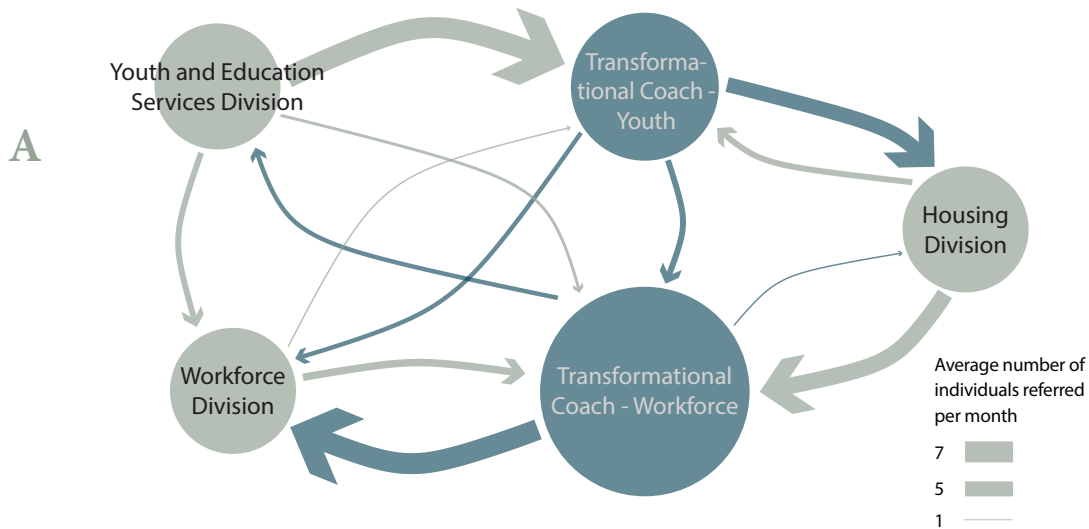 A
Youth and Education
Services Division
Transforma-
tional Coach -
Youth
Housing
Division
Workforce
Division
Transformational
Coach - Workforce
Average number of
individuals referred
per month
7
5
1